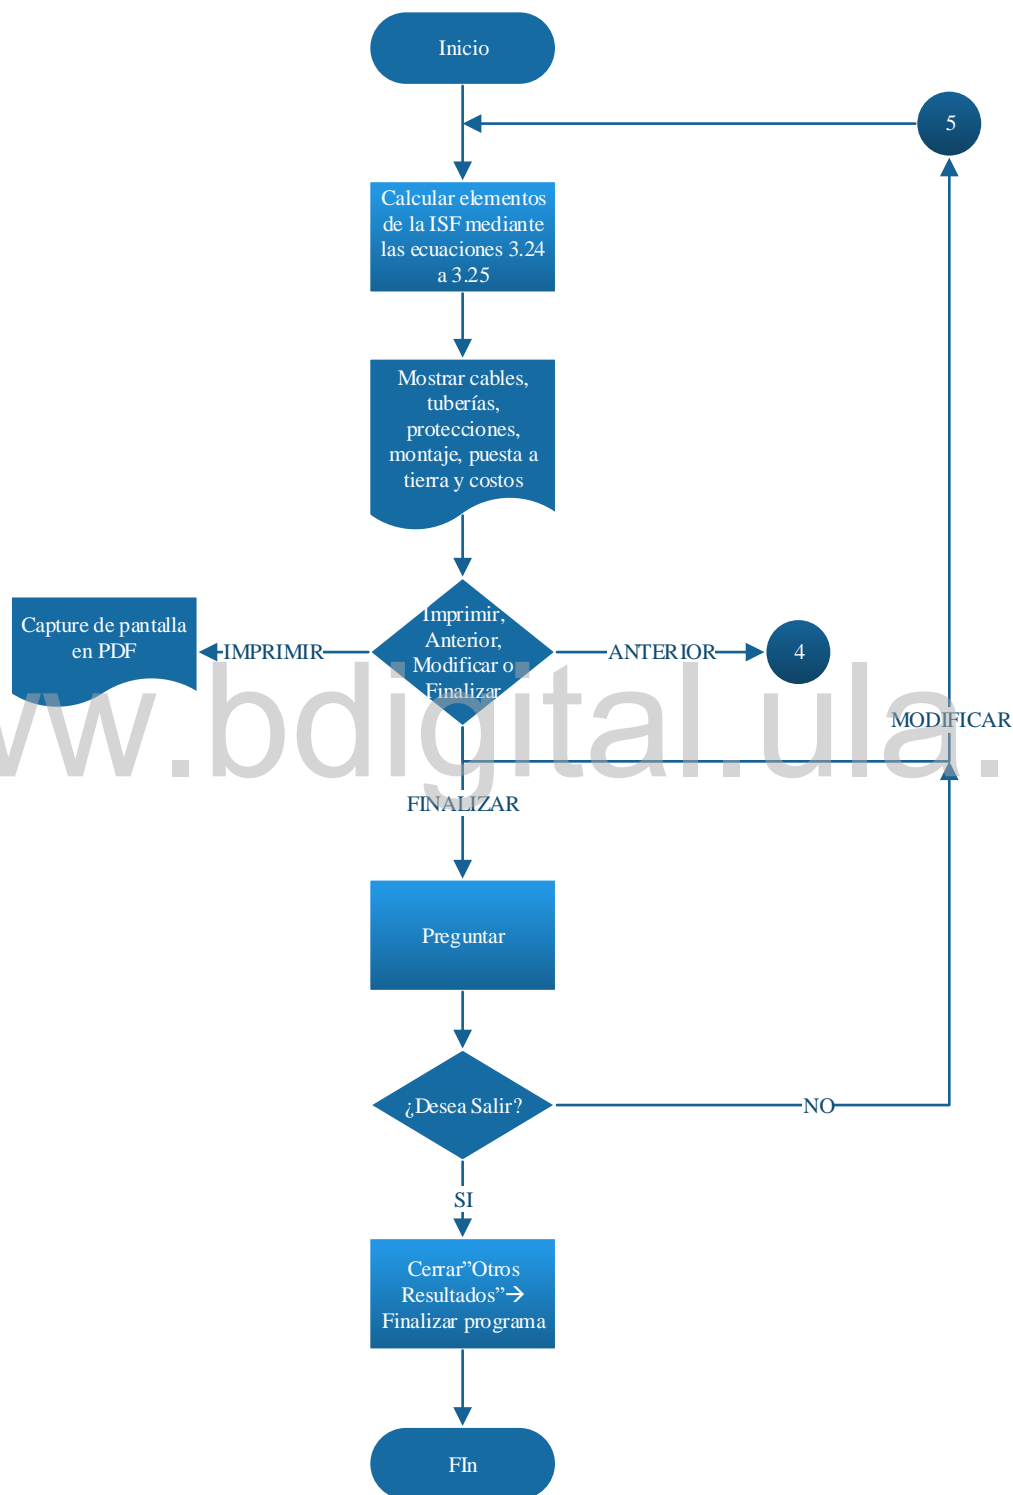 Inicio
5
Calcular elementos
de la ISF mediante
las ecuaciones 3.24
a 3.25
Mostrar cables,
tuberías,
protecciones,
montaje, puesta a
tierra y costos
Capture de pantalla
en PDF
IMPRIMIR
Imprimir,
Anterior,
Modificar o
Finalizar
ANTERIOR
4
MODIFICAR
www.bdigital.ula.
FINALIZAR
Preguntar
¿Desea Salir?
NO
SI
Cerrar”Otros
Resultados”→
Finalizar programa
FIn